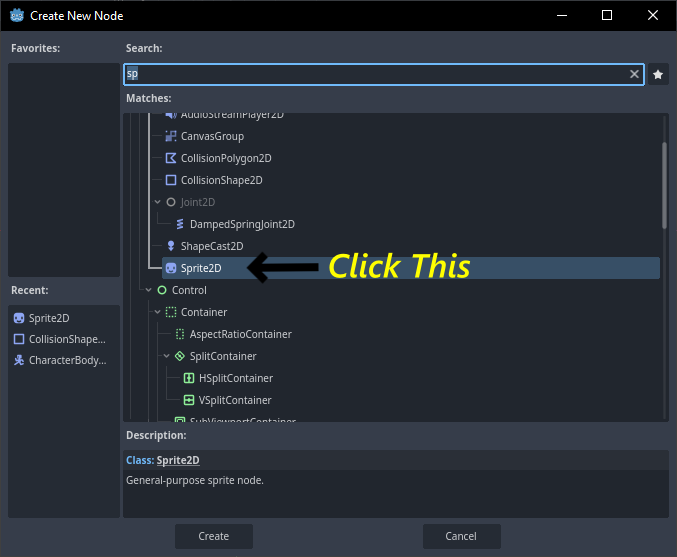 Create New Node
Favorites:
Search:
sp
Matches:
AudioStreamPlayer2D
CanvasGroup
CollisionPolygon2D
CollisionShape2D
Joint2D
DampedSpringJoint2D
ShapeCast2D
Sprite2D
Click This
Control
Container
AspectRatioContainer
SplitContainer
HSplitContainer
VSplitContainer
SubViewportContainer
Recent:
Sprite2D
CollisionShape...
CharacterBody...
Description:
Class: Sprite2D
General-purpose sprite node.
Create
Cancel